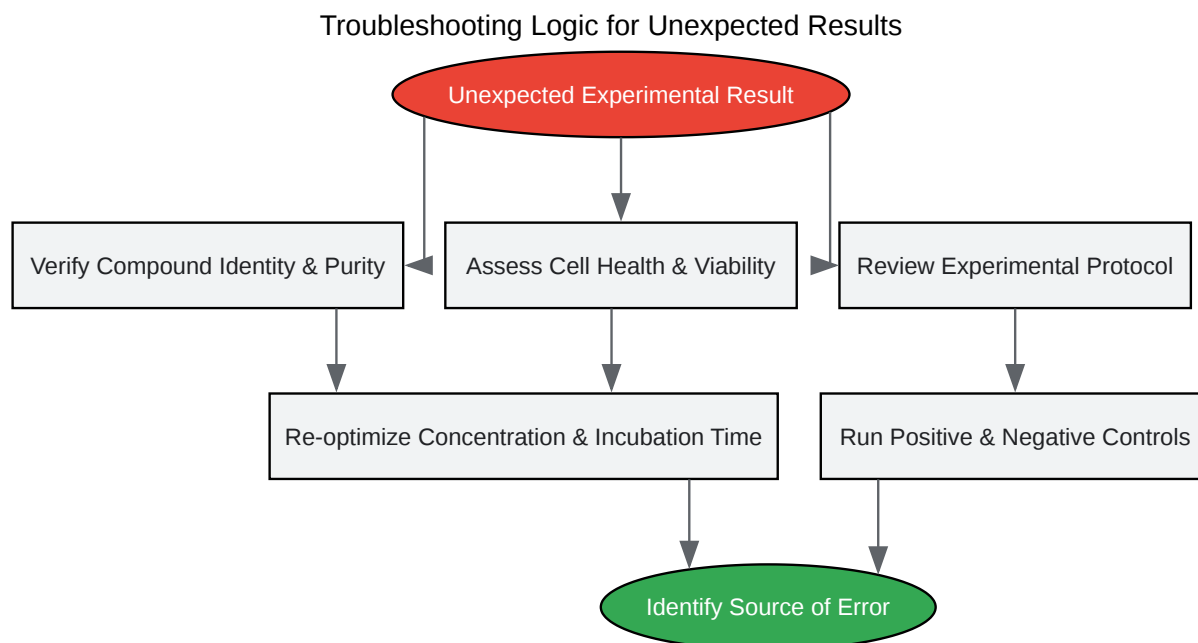 Troubleshooting Logic for Unexpected Results
Unexpected Experimental Result
Verify Compound Identity & Purity
Assess Cell Health & Viability
Review Experimental Protocol
Re-optimize Concentration & Incubation Time
Run Positive & Negative Controls
Identify Source of Error